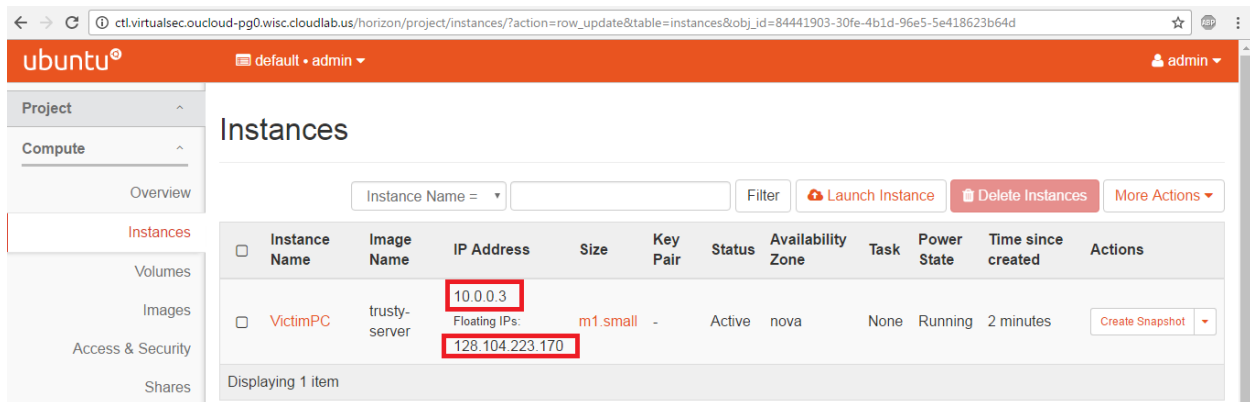 ctl.virtualsec.oucloud-pg0.wisc.cloudlab.us/horizon/project/instances/?action=row_update&table=instances&obj_id=84441903-30fe-4b1d-96e5-5e418623b64d
ABP
ubuntu® default • admin admin
Project
Compute
Overview
Instances
Volumes
Images
Access & Security
Shares
Instances
Instance Name = Filter Launch Instance Delete Instances More Actions
Instance Name Image Name IP Address Size Key Pair Status Availability Zone Task Power State Time since created Actions
VictimPC trusty-server 10.0.0.3 Floating IPs: 128.104.223.170 m1.small - Active nova None Running 2 minutes Create Snapshot
Displaying 1 item